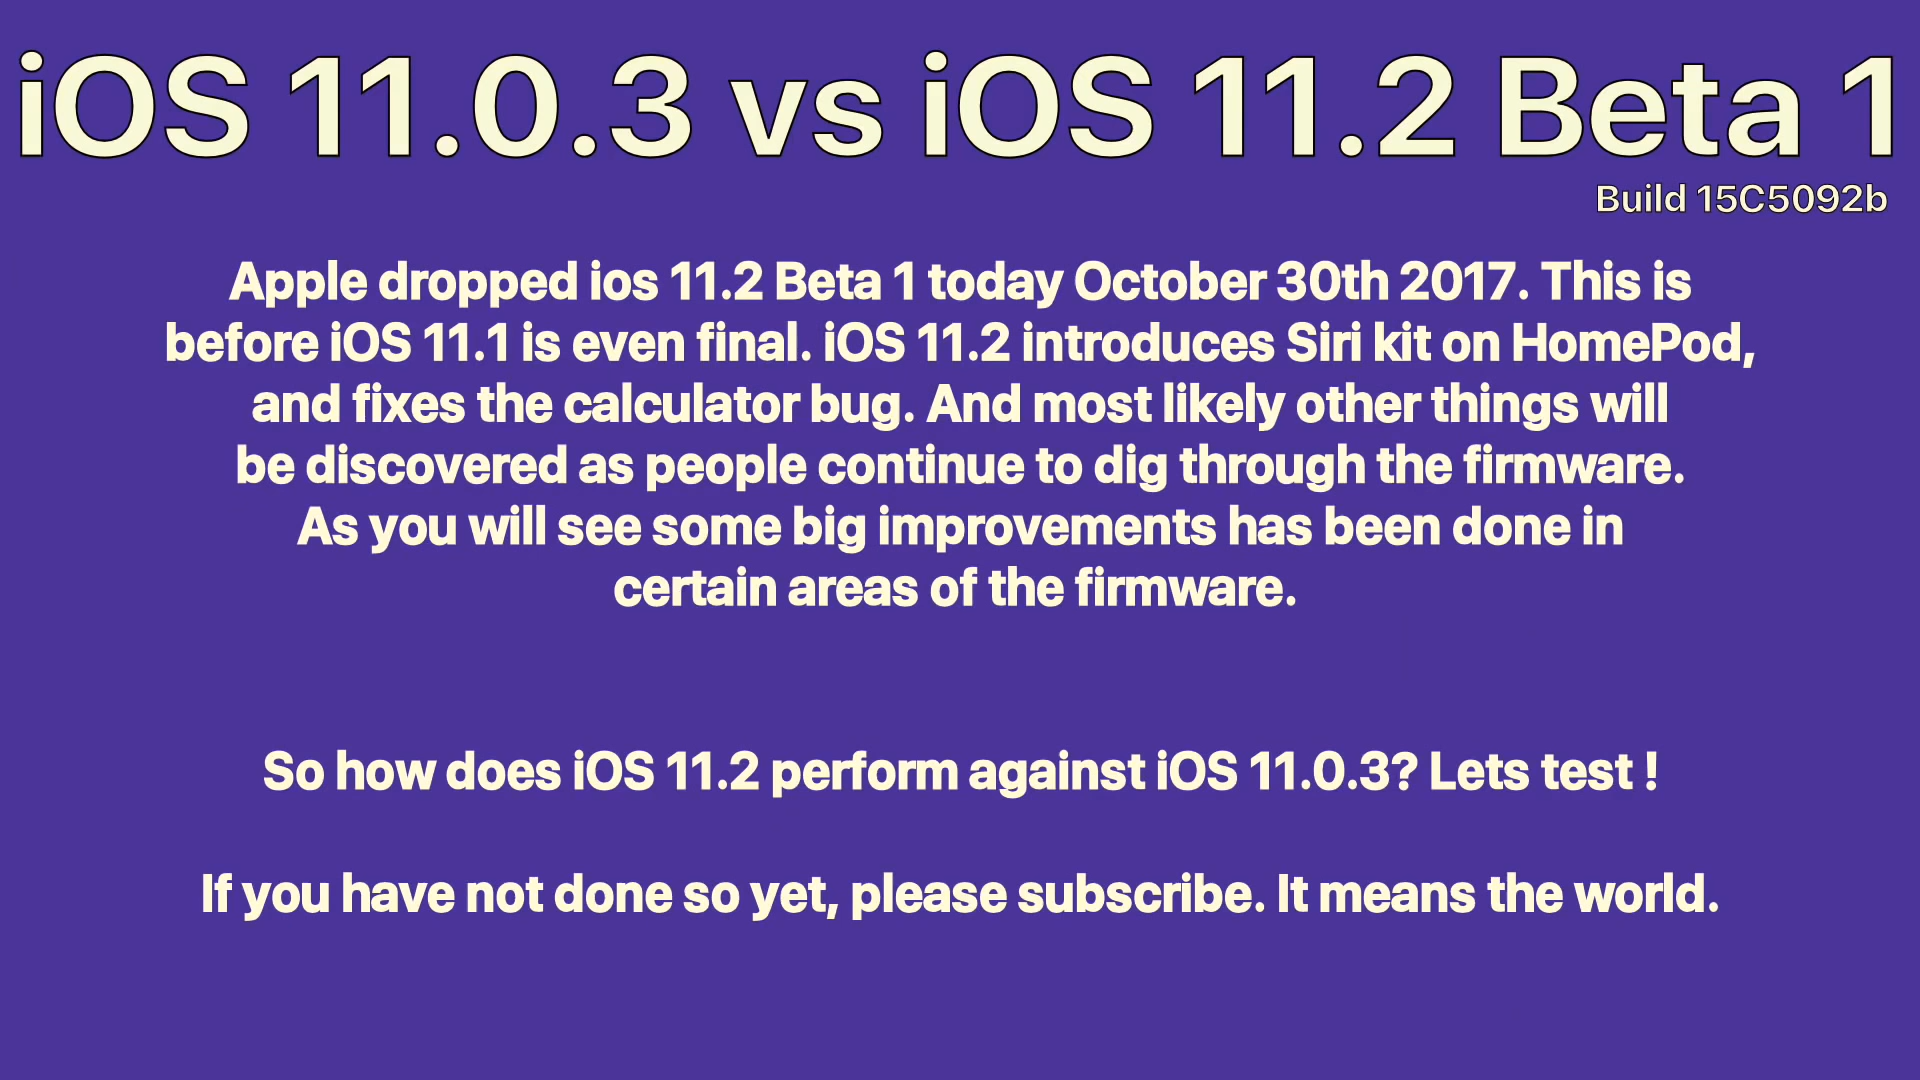 iOS 11.0.3 vs iOS 11.2 Beta 1
Build 15C5092b
Apple dropped ios 11.2 Beta 1 today October 30th 2017. This is
before iOS 11.1 is even final. iOS 11.2 introduces Siri kit on HomePod,
and fixes the calculator bug. And most likely other things will
be discovered as people continue to dig through the firmware.
As you will see some big improvements has been done in
certain areas of the firmware.
So how does iOS 11.2 perform against iOS 11.0.3? Lets test !
If you have not done so yet, please subscribe. It means the world.